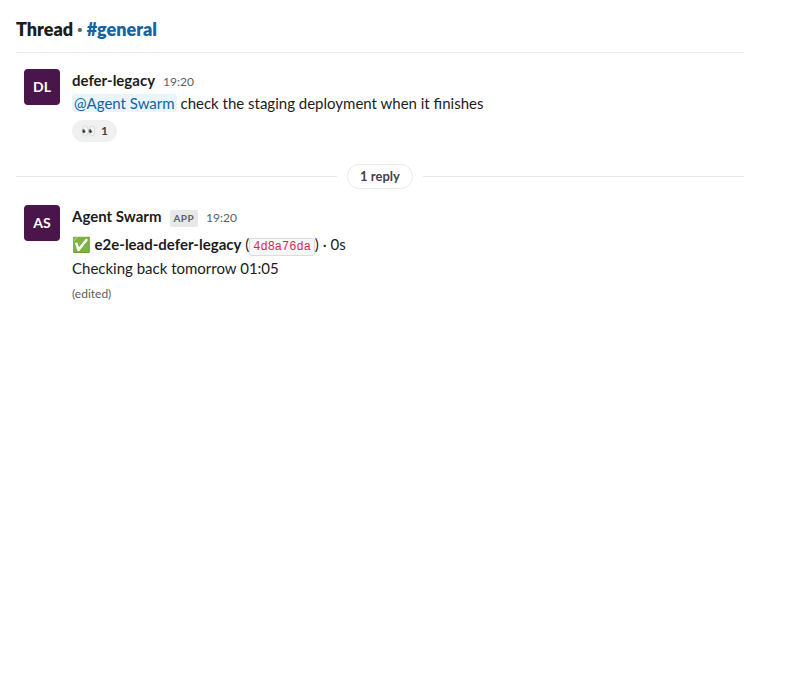 Thread • #general
DL
defer-legacy 19:20
@Agent Swarm check the staging deployment when it finishes
👀 1
1 reply
AS
Agent Swarm APP 19:20
✅ e2e-lead-defer-legacy (4d8a76da) · 0s
Checking back tomorrow 01:05
(edited)